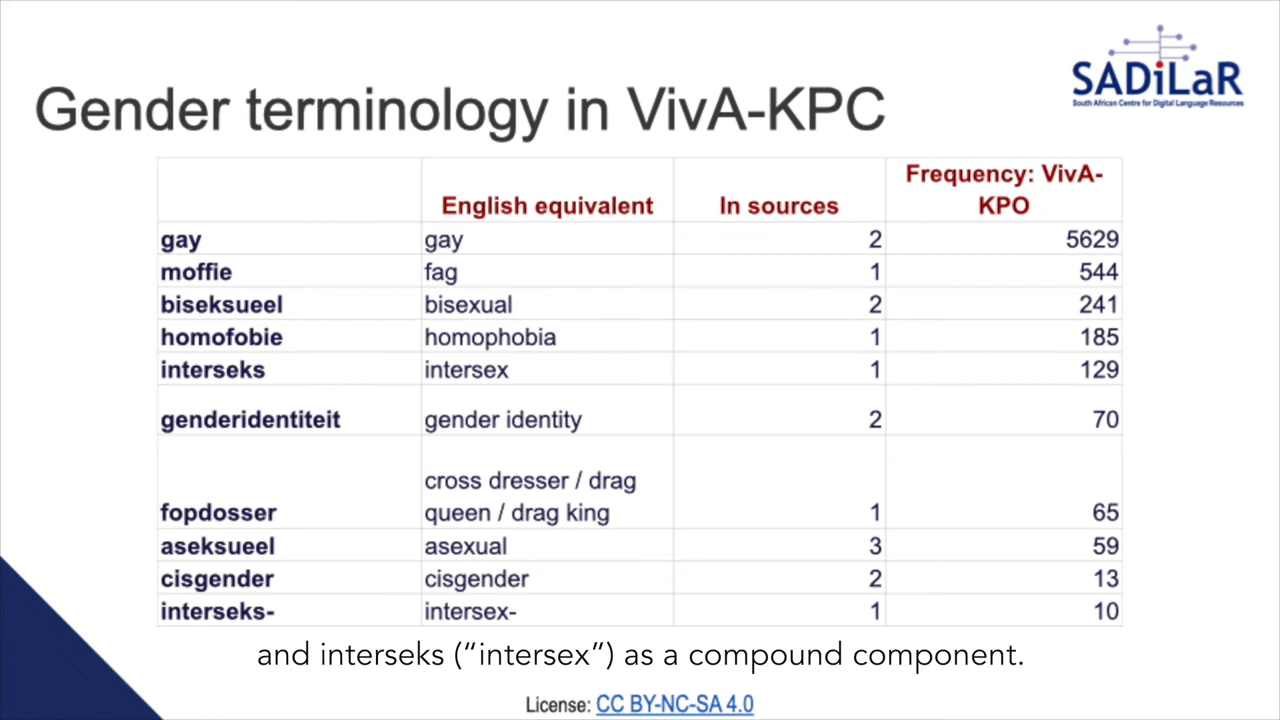 SADiLaR
South African Centre for Digital Language Resources
Gender terminology in VivA-KPC
English equivalent In sources Frequency: VivA-KPO
gay gay 2 5629
moffie fag 1 544
biseksueel bisexual 2 241
homofobie homophobia 1 185
interseks intersex 1 129
genderidentiteit gender identity 2 70
fopdosser cross dresser / drag queen / drag king 1 65
aseksueel asexual 3 59
cisgender cisgender 2 13
interseks- intersex- 1 10
and interseks (“intersex”) as a compound component.
License: CC BY-NC-SA 4.0